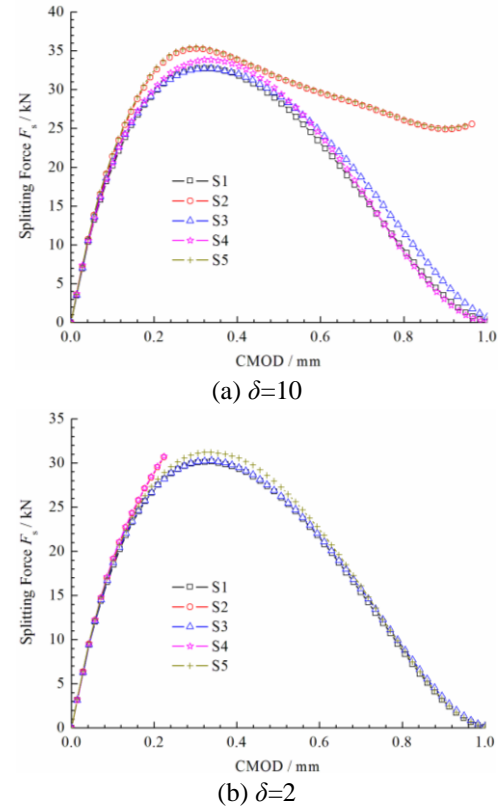 40
35
30
25
20
15
10
5
0
Splitting Force Fs / kN
S1
S2
S3
S4
S5
0.0 0.2 0.4 0.6 0.8 1.0
CMOD / mm
(a) δ=10
35
30
25
20
15
10
5
0
Splitting Force Fs / kN
S1
S2
S3
S4
S5
0.0 0.2 0.4 0.6 0.8 1.0
CMOD / mm
(b) δ=2